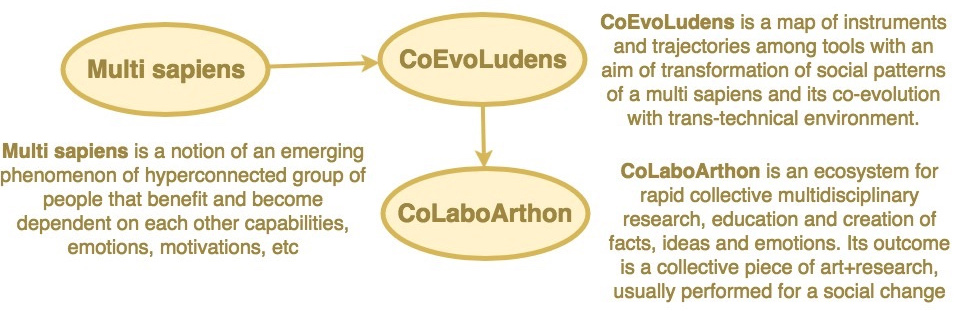 Multi sapiens
CoEvoLudens
CoLaboArthon
Multi sapiens is a notion of an emerging
phenomenon of hyperconnected group of
people that benefit and become
dependent on each other capabilities,
emotions, motivations, etc
CoEvoLudens is a map of instruments
and trajectories among tools with an
aim of transformation of social patterns
of a multi sapiens and its co-evolution
with trans-technical environment.
CoLaboArthon is an ecosystem for
rapid collective multidisciplinary
research, education and creation of
facts, ideas and emotions. Its outcome
is a collective piece of art+research,
usually performed for a social change